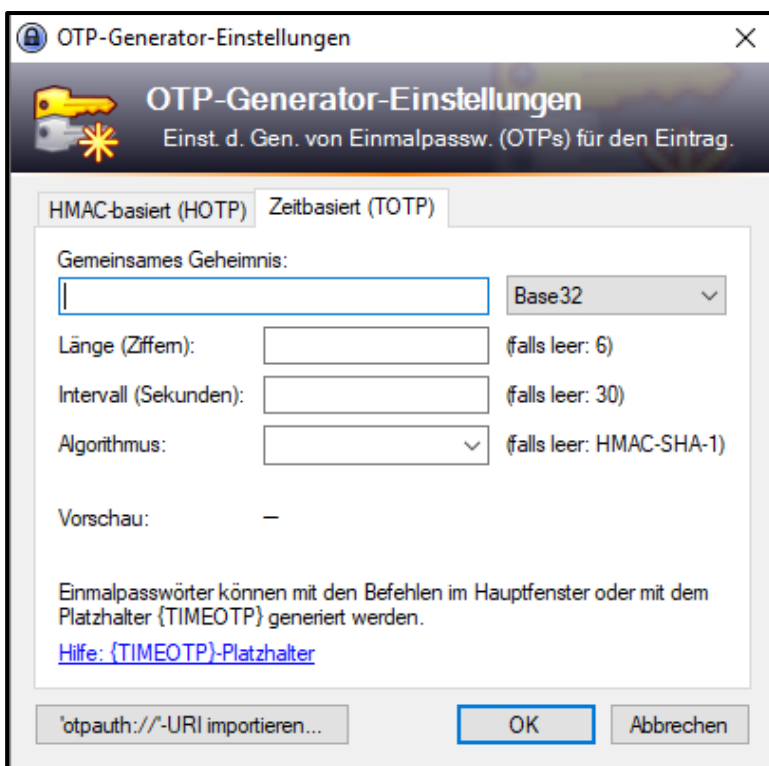 OTP-Generator-Einstellungen
OTP-Generator-Einstellungen
Einst. d. Gen. von Einmalpassw. (OTPs) für den Eintrag.
HMAC-basiert (HOTP) Zeitbasiert (TOTP)
Gemeinsames Geheimnis:
Base32
Länge (Ziffern): (falls leer: 6)
Intervall (Sekunden): (falls leer: 30)
Algorithmus: (falls leer: HMAC-SHA-1)
Vorschau: –
Einmalpasswörter können mit den Befehlen im Hauptfenster oder mit dem
Platzhalter {TIMEOTP} generiert werden.
Hilfe: {TIMEOTP}-Platzhalter
'otpauth://'-URI importieren... OK Abbrechen